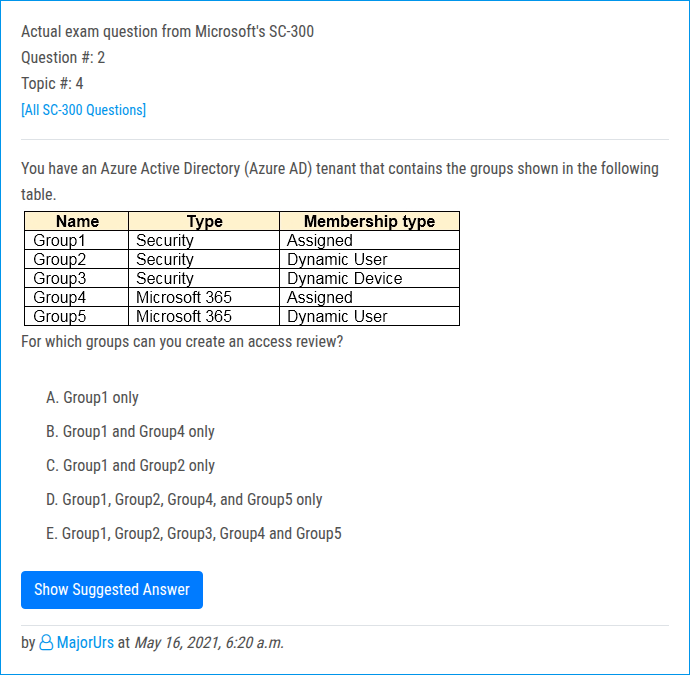 Actual exam question from Microsoft's SC-300
Question #: 2
Topic #: 4
[All SC-300 Questions]
You have an Azure Active Directory (Azure AD) tenant that contains the groups shown in the following
table.
Name Type Membership type
Group1 Security Assigned
Group2 Security Dynamic User
Group3 Security Dynamic Device
Group4 Microsoft 365 Assigned
Group5 Microsoft 365 Dynamic User
For which groups can you create an access review?
A. Group1 only
B. Group1 and Group4 only
C. Group1 and Group2 only
D. Group1, Group2, Group4, and Group5 only
E. Group1, Group2, Group3, Group4 and Group5
Show Suggested Answer
by MajorUrs at May 16, 2021, 6:20 a.m.